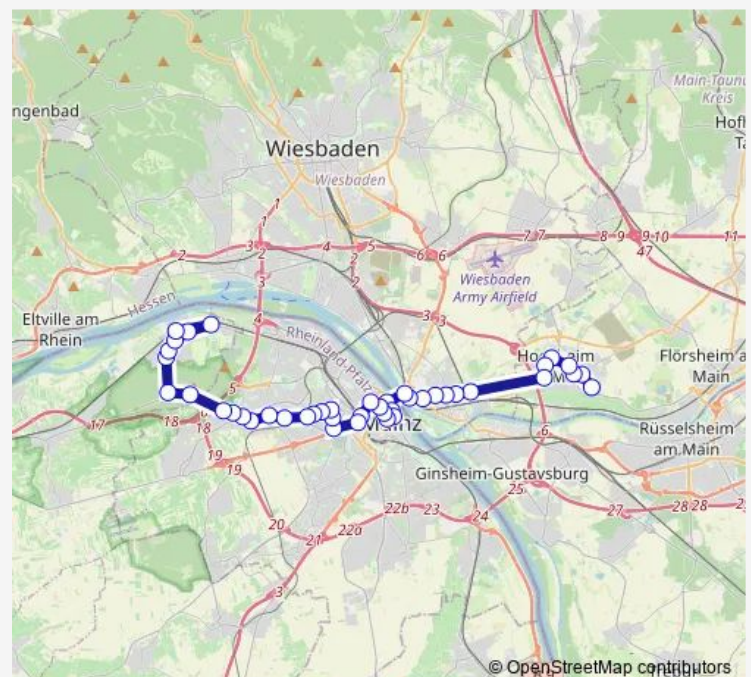 Main-Taunus
Kreis
ngenbad
Hofh
Ta
Wiesbaden
Wiesbaden
1
1
7 7
8
9 10
11
3
2
4
5
6
6
47
2
2
2
2
3
Wiesbaden
Army Airfield
Hessen
Eltville am
Rhein
4
3 3
Rheinland-Pfalz
Flörsheim a
Main
5
6
17
18
18
Mainz
6
Rüsselsheim
am Main
19
19
Ginsheim-Gustavsburg
25
20
22b
23
24
27
28 28
22a
21
3
© OpenStreetMap contributors